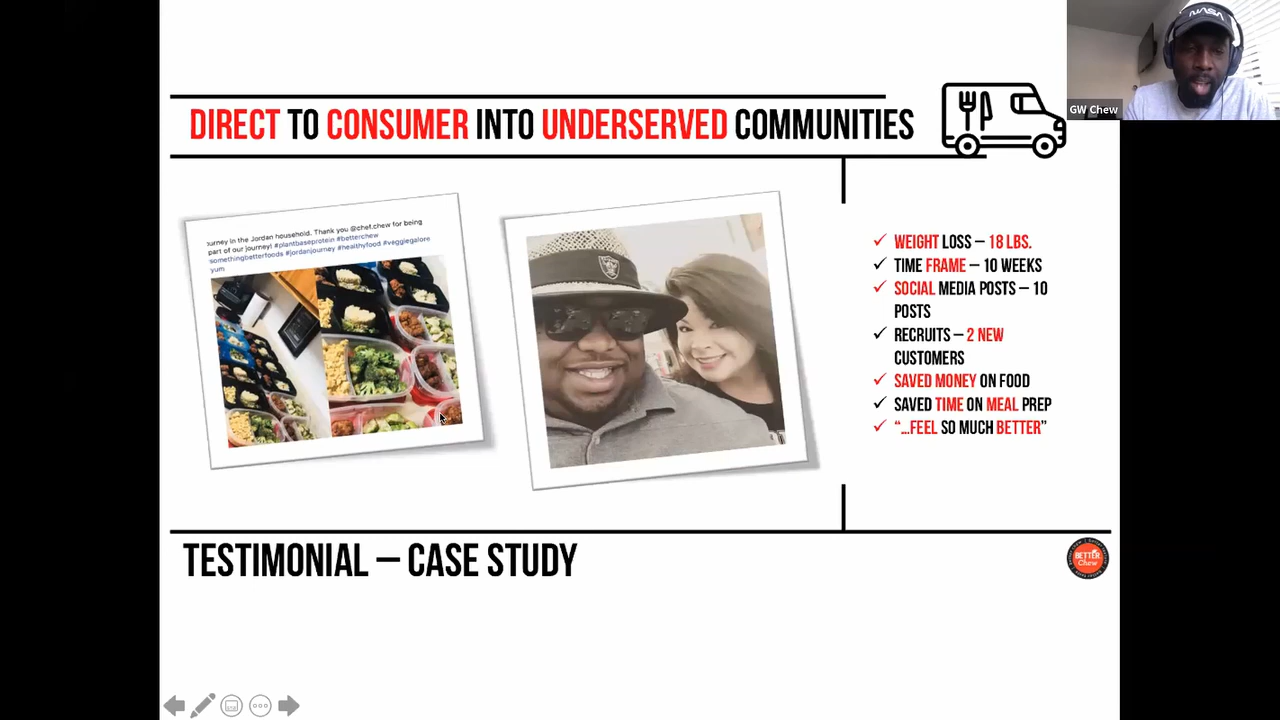 NASA
GW Chew
DIRECT TO CONSUMER INTO UNDERSERVED COMMUNITIES
journey in the Jordan household. Thank you @chef.chew for being
part of our journey! #plantbaseprotein #betterchew
somethingbetterfoods #jordanjourney #healthyfood #veggiegalore
yum
✓ WEIGHT LOSS – 18 LBS.
✓ TIME FRAME – 10 WEEKS
✓ SOCIAL MEDIA POSTS – 10
POSTS
✓ RECRUITS – 2 NEW
CUSTOMERS
✓ SAVED MONEY ON FOOD
✓ SAVED TIME ON MEAL PREP
✓ "...FEEL SO MUCH BETTER"
TESTIMONIAL – CASE STUDY
BETTER
Chew